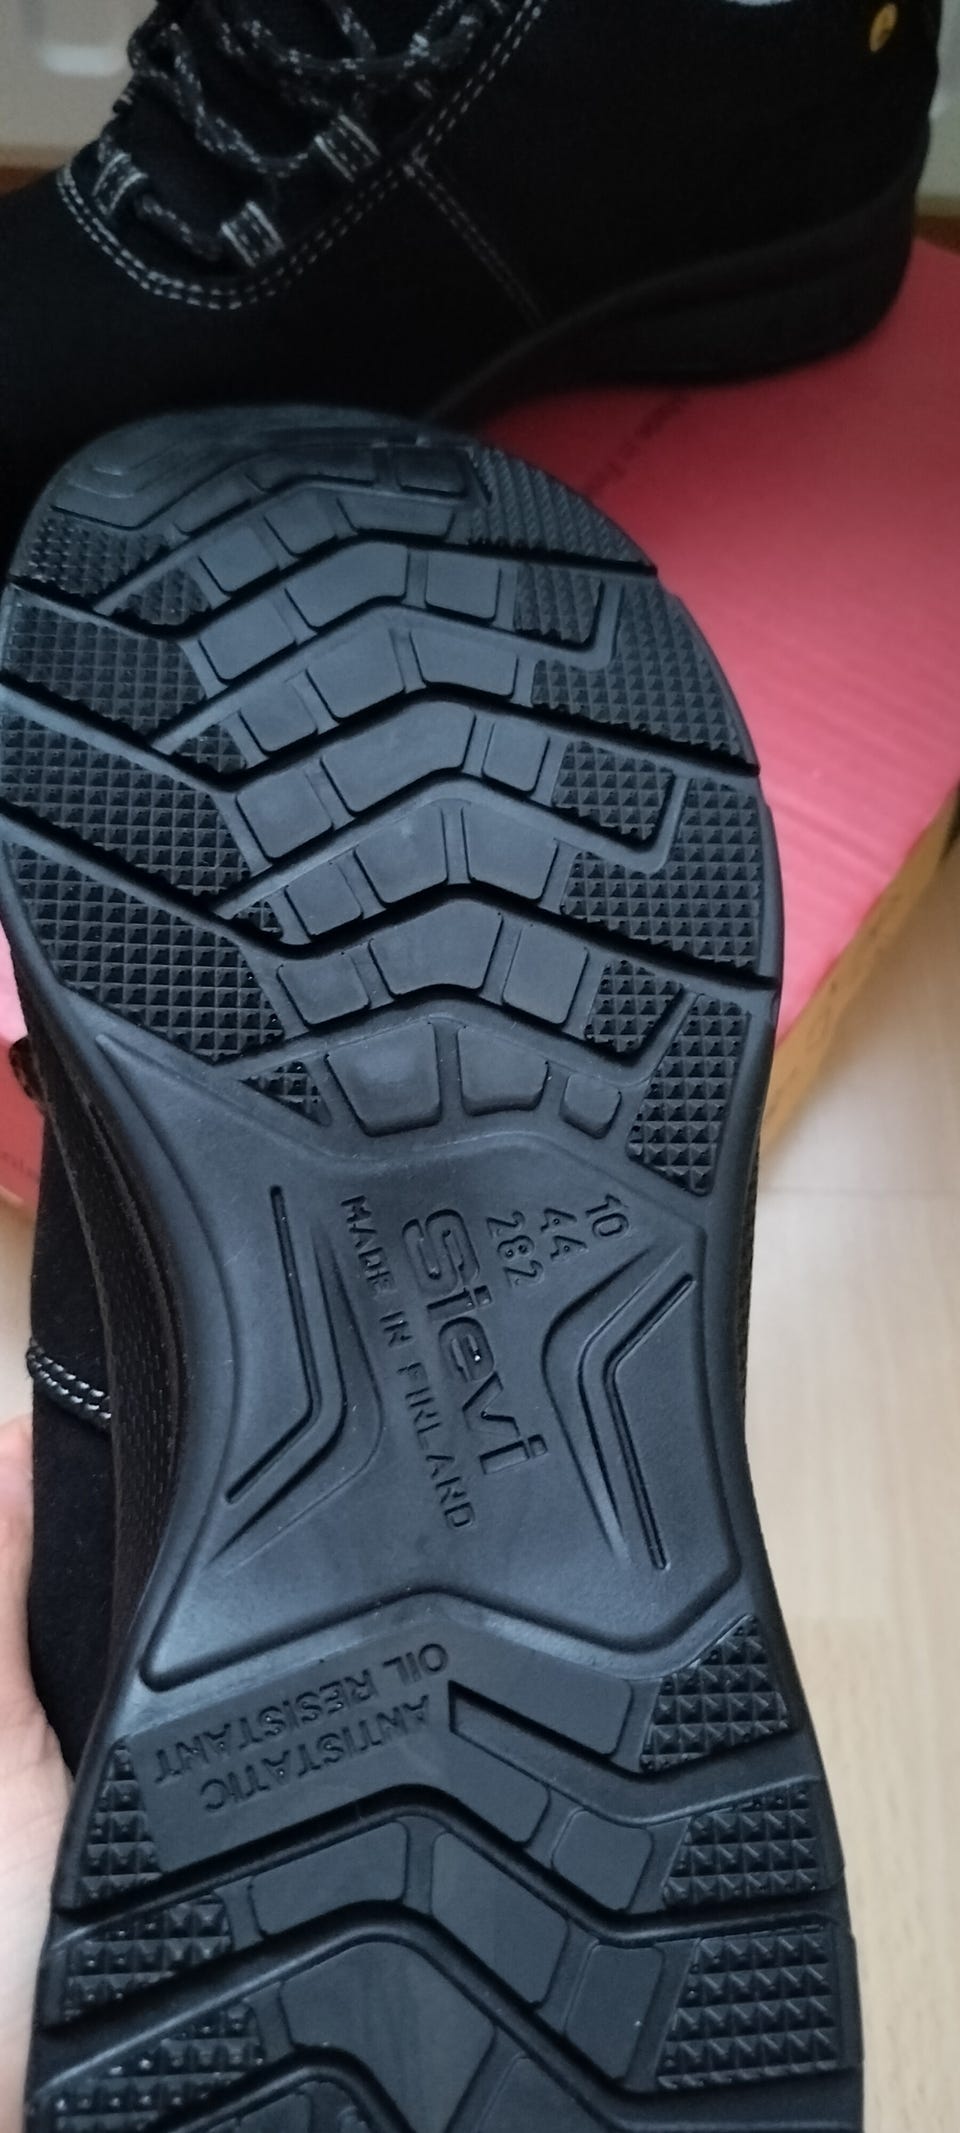 10
44
282
sievi
MADE IN FINLAND
ANTISTATIC
OIL RESISTANT